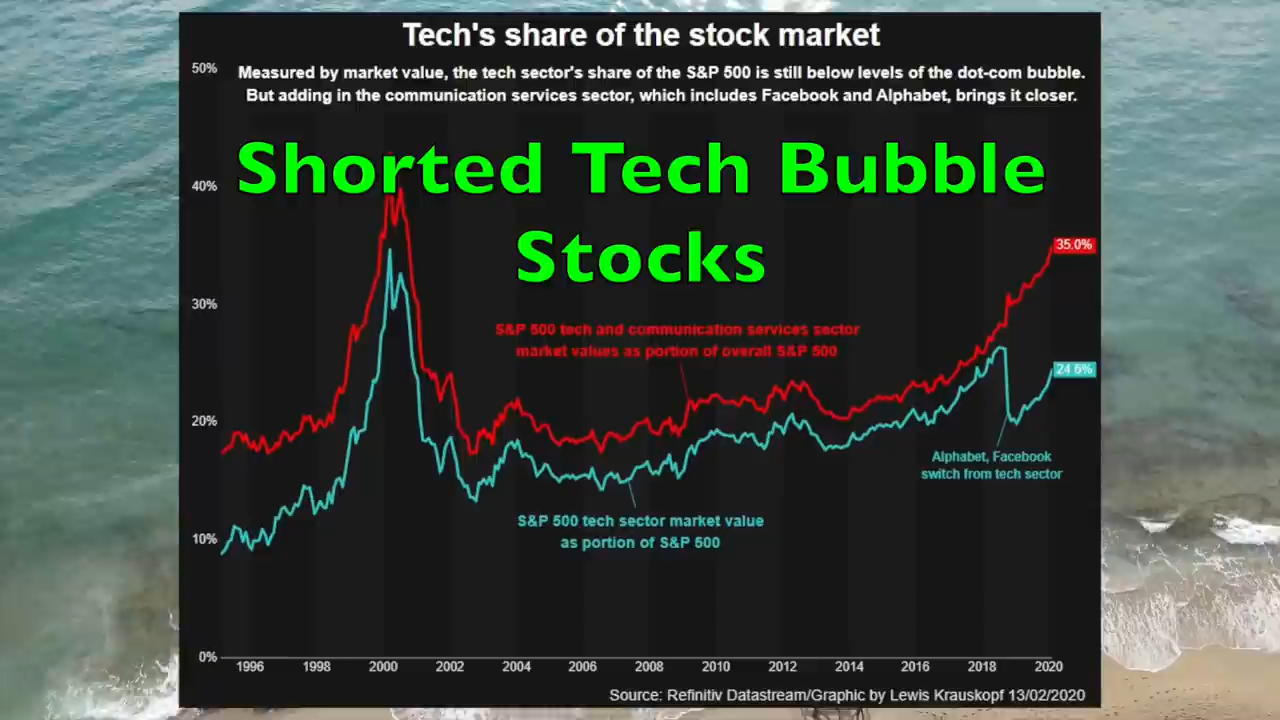 Tech's share of the stock market
50%
Measured by market value, the tech sector's share of the S&P 500 is still below levels of the dot-com bubble.
But adding in the communication services sector, which includes Facebook and Alphabet, brings it closer.
Shorted Tech Bubble
40%
Stocks
35.0%
30%
S&P 500 tech and communication services sector
market values as portion of overall S&P 500
24.6%
20%
Alphabet, Facebook
switch from tech sector
S&P 500 tech sector market value
as portion of S&P 500
10%
0%
1996 1998 2000 2002 2004 2006 2008 2010 2012 2014 2016 2018 2020
Source: Refinitiv Datastream/Graphic by Lewis Krauskopf 13/02/2020